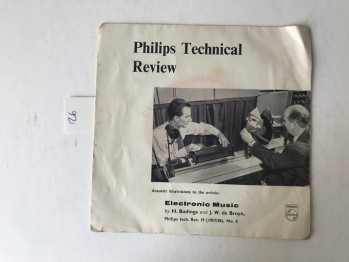 Philips Technical
Review
126
Acoustic illustrations to the article:
Electronic Music
by H. Badings and J. W. de Bruyn,
Philips tech. Rev. 19 (1957/58), No. 6